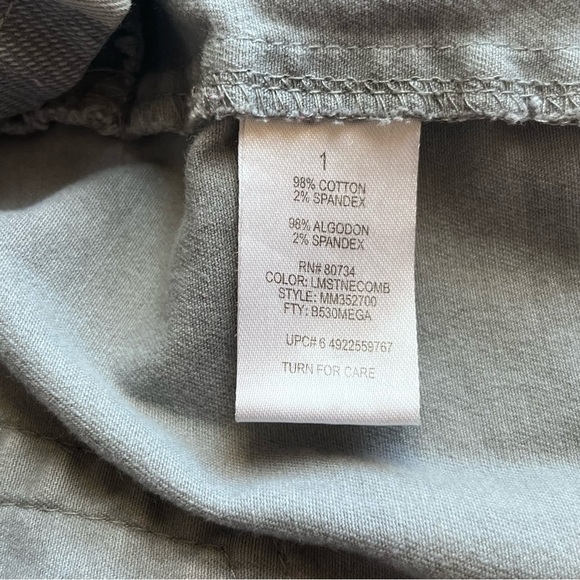 1
98% COTTON
2% SPANDEX
98% ALGODON
2% SPANDEX
RN# 80734
COLOR: LMSTNECOMB
STYLE: MM352700
FTY: B530MEGA
UPC# 6 4922559767
TURN FOR CARE